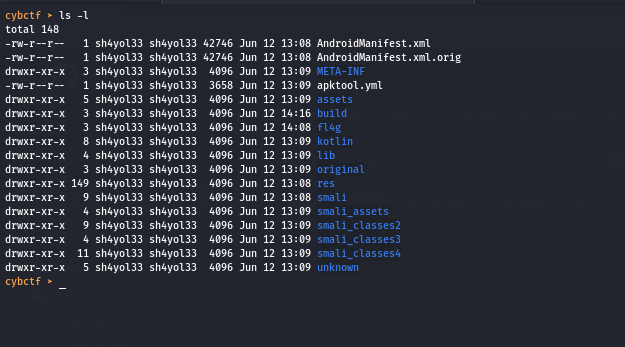 cybctf ➤ ls -l
total 148
-rw-r--r--   1 sh4yol33 sh4yol33 42746 Jun 12 13:08 AndroidManifest.xml
-rw-r--r--   1 sh4yol33 sh4yol33 42746 Jun 12 13:08 AndroidManifest.xml.orig
drwxr-xr-x   3 sh4yol33 sh4yol33  4096 Jun 12 13:09 META-INF
-rw-r--r--   1 sh4yol33 sh4yol33  3658 Jun 12 13:09 apktool.yml
drwxr-xr-x   5 sh4yol33 sh4yol33  4096 Jun 12 13:09 assets
drwxr-xr-x   3 sh4yol33 sh4yol33  4096 Jun 12 14:16 build
drwxr-xr-x   3 sh4yol33 sh4yol33  4096 Jun 12 14:08 fl4g
drwxr-xr-x   8 sh4yol33 sh4yol33  4096 Jun 12 13:09 kotlin
drwxr-xr-x   4 sh4yol33 sh4yol33  4096 Jun 12 13:09 lib
drwxr-xr-x   3 sh4yol33 sh4yol33  4096 Jun 12 13:09 original
drwxr-xr-x 149 sh4yol33 sh4yol33  4096 Jun 12 13:08 res
drwxr-xr-x   9 sh4yol33 sh4yol33  4096 Jun 12 13:08 smali
drwxr-xr-x   4 sh4yol33 sh4yol33  4096 Jun 12 13:09 smali_assets
drwxr-xr-x   9 sh4yol33 sh4yol33  4096 Jun 12 13:09 smali_classes2
drwxr-xr-x   4 sh4yol33 sh4yol33  4096 Jun 12 13:09 smali_classes3
drwxr-xr-x  11 sh4yol33 sh4yol33  4096 Jun 12 13:09 smali_classes4
drwxr-xr-x   5 sh4yol33 sh4yol33  4096 Jun 12 13:09 unknown
cybctf ➤ _